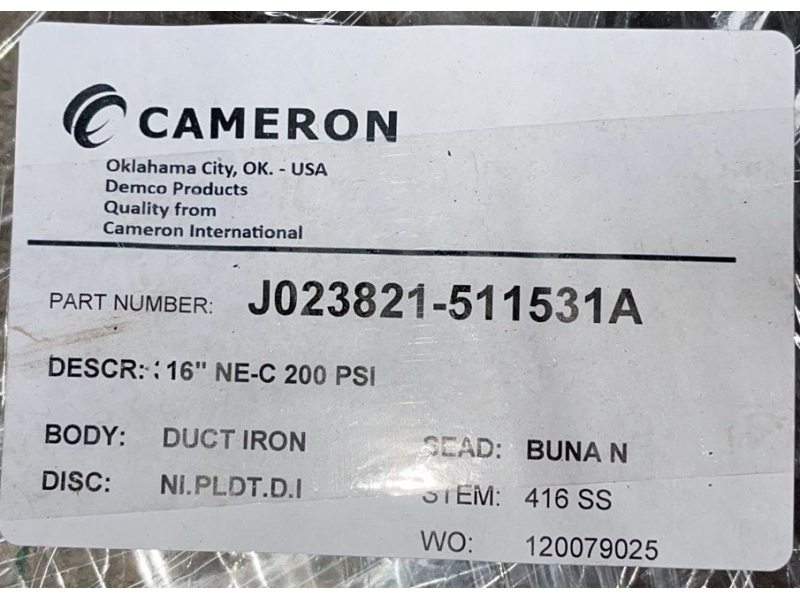 CAMERON
Oklahoma City, OK. - USA
Demco Products
Quality from
Cameron International
PART NUMBER: J023821-511531A
DESCR: : 16" NE-C 200 PSI
BODY: DUCT IRON SEAD: BUNA N
DISC: NI.PLDT.D.I STEM: 416 SS
WO: 120079025